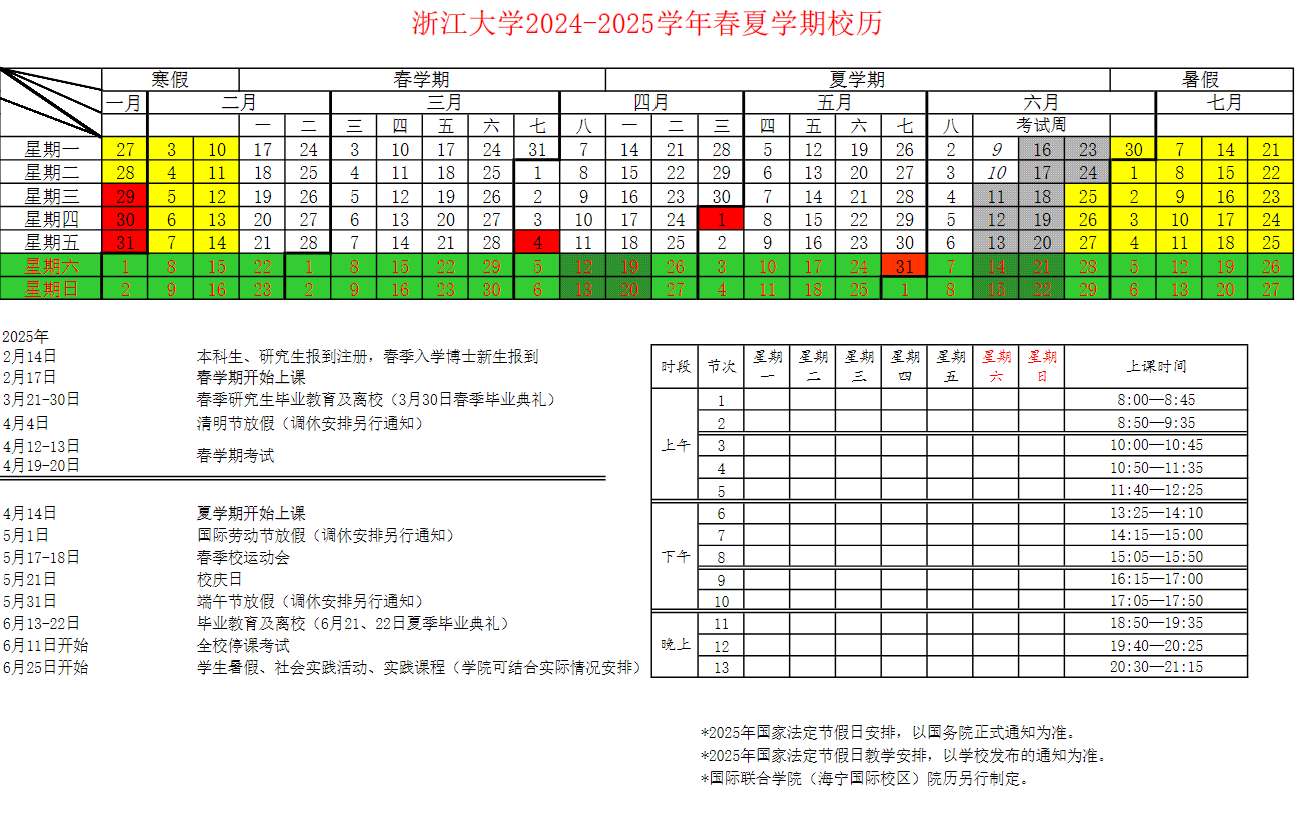 浙江大学2024-2025学年春夏学期校历
寒假 春学期 夏学期 暑假
一月 二月 三月 四月 五月 六月 七月
一 二 三 四 五 六 七 八 一 二 三 四 五 六 七 八 考试周
星期一 27 3 10 17 24 3 10 17 24 31 7 14 21 28 5 12 19 26 2 9 16 23 30 7 14 21
星期二 28 4 11 18 25 4 11 18 25 1 8 15 22 29 6 13 20 27 3 10 17 24 1 8 15 22
星期三 29 5 12 19 26 5 12 19 26 2 9 16 23 30 7 14 21 28 4 11 18 25 2 9 16 23
星期四 30 6 13 20 27 6 13 20 27 3 10 17 24 1 8 15 22 29 5 12 19 26 3 10 17 24
星期五 31 7 14 21 28 7 14 21 28 4 11 18 25 2 9 16 23 30 6 13 20 27 4 11 18 25
星期六 1 8 15 22 1 8 15 22 29 5 12 19 26 3 10 17 24 31 7 14 21 28 5 12 19 26
星期日 2 9 16 23 2 9 16 23 30 6 13 20 27 4 11 18 25 1 8 15 22 29 6 13 20 27
2025年
2月14日 本科生、研究生报到注册，春季入学博士新生报到
2月17日 春学期开始上课
3月21-30日 春季研究生毕业教育及离校（3月30日春季毕业典礼）
4月4日 清明节放假（调休安排另行通知）
4月12-13日
4月19-20日
春学期考试
4月14日 夏学期开始上课
5月1日 国际劳动节放假（调休安排另行通知）
5月17-18日 春季校运动会
5月21日 校庆日
5月31日 端午节放假（调休安排另行通知）
6月13-22日 毕业教育及离校（6月21、22日夏季毕业典礼）
6月11日开始 全校停课考试
6月25日开始 学生暑假、社会实践活动、实践课程（学院可结合实际情况安排）
时段 节次 星期一 星期二 星期三 星期四 星期五 星期六 星期日 上课时间
上午
1 8:00—8:45
2 8:50—9:35
3 10:00—10:45
4 10:50—11:35
5 11:40—12:25
下午
6 13:25—14:10
7 14:15—15:00
8 15:05—15:50
9 16:15—17:00
10 17:05—17:50
晚上
11 18:50—19:35
12 19:40—20:25
13 20:30—21:15
*2025年国家法定节假日安排，以国务院正式通知为准。
*2025年国家法定节假日教学安排，以学校发布的通知为准。
*国际联合学院（海宁国际校区）院历另行制定。